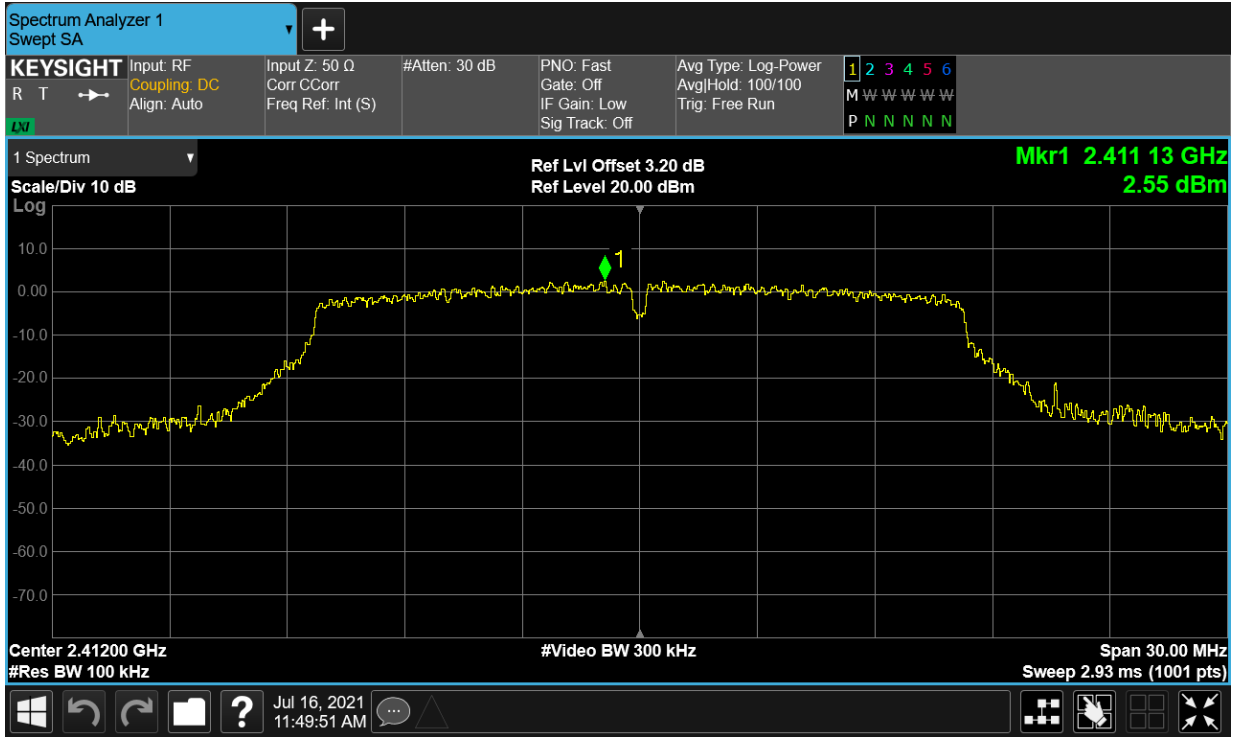 Spectrum Analyzer 1
Swept SA
KEYSIGHT
R T
LXI
Input: RF
Coupling: DC
Align: Auto
Input Z: 50 Ω
Corr CCorr
Freq Ref: Int (S)
#Atten: 30 dB
PNO: Fast
Gate: Off
IF Gain: Low
Sig Track: Off
Avg Type: Log-Power
Avg|Hold: 100/100
Trig: Free Run
1 2 3 4 5 6
M W W W W W
P N N N N N
1 Spectrum
Scale/Div 10 dB
Log
Ref Lvl Offset 3.20 dB
Ref Level 20.00 dBm
Mkr1 2.411 13 GHz
2.55 dBm
1
10.0
0.00
-10.0
-20.0
-30.0
-40.0
-50.0
-60.0
-70.0
Center 2.41200 GHz
#Res BW 100 kHz
#Video BW 300 kHz
Span 30.00 MHz
Sweep 2.93 ms (1001 pts)
?
Jul 16, 2021
11:49:51 AM